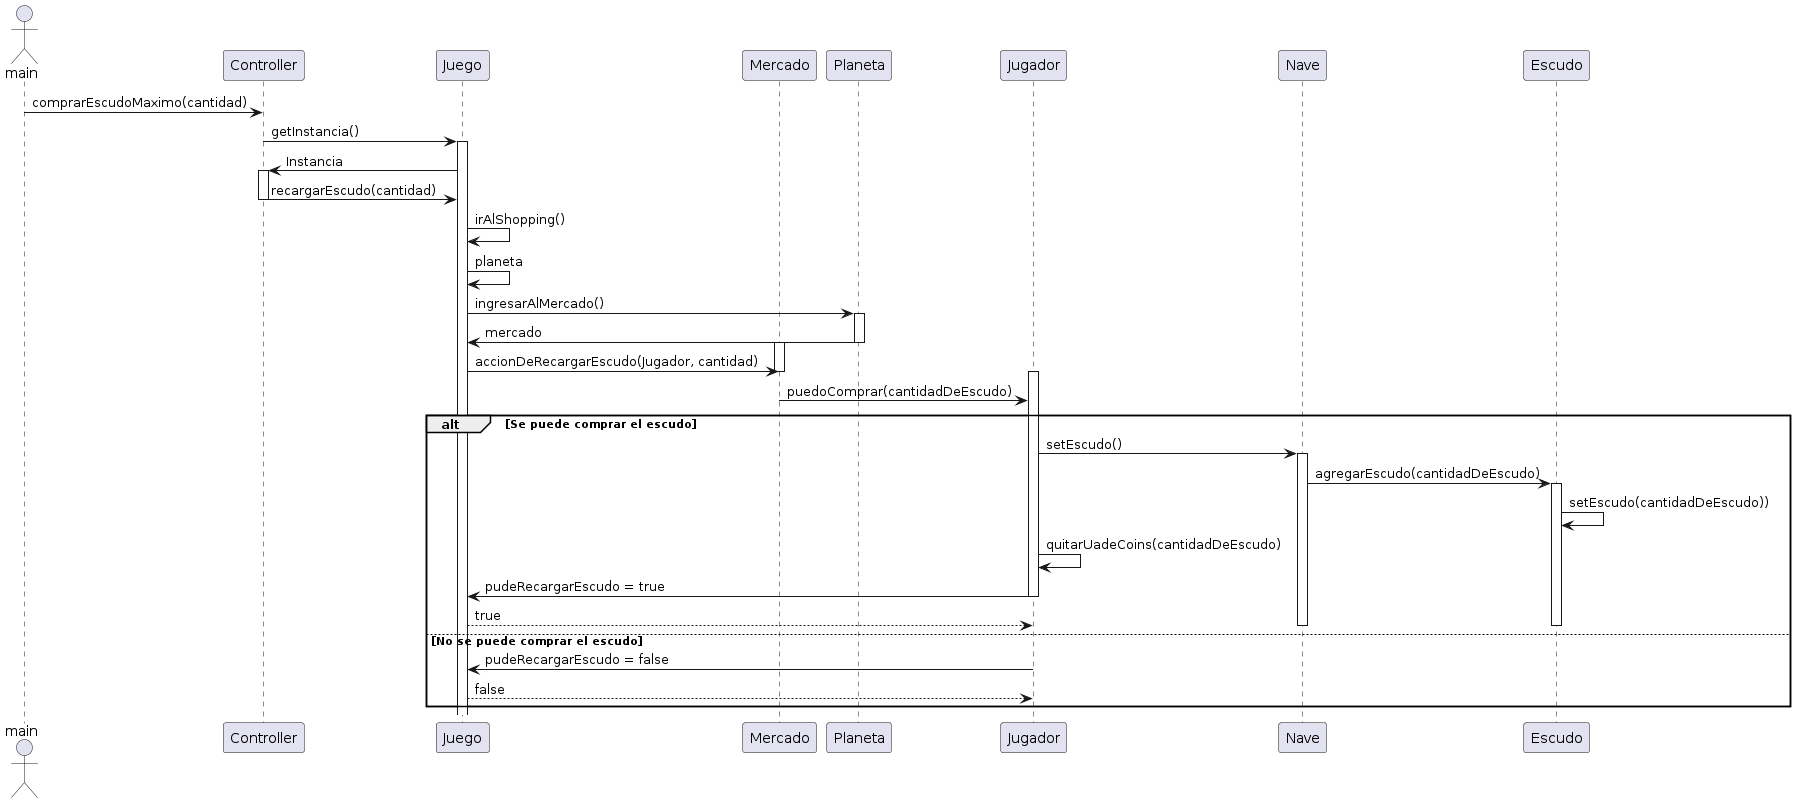 main
Controller
Juego
Mercado
Planeta
Jugador
Nave
Escudo
comprarEscudoMaximo(cantidad)
getInstancia()
Instancia
recargarEscudo(cantidad)
irAlShopping()
planeta
ingresarAlMercado()
mercado
accionDeRecargarEscudo(Jugador, cantidad)
puedoComprar(cantidadDeEscudo)
alt [Se puede comprar el escudo]
setEscudo()
agregarEscudo(cantidadDeEscudo)
setEscudo(cantidadDeEscudo))
quitarUadeCoins(cantidadDeEscudo)
pudeRecargarEscudo = true
true
[No se puede comprar el escudo]
pudeRecargarEscudo = false
false
main
Controller
Juego
Mercado
Planeta
Jugador
Nave
Escudo